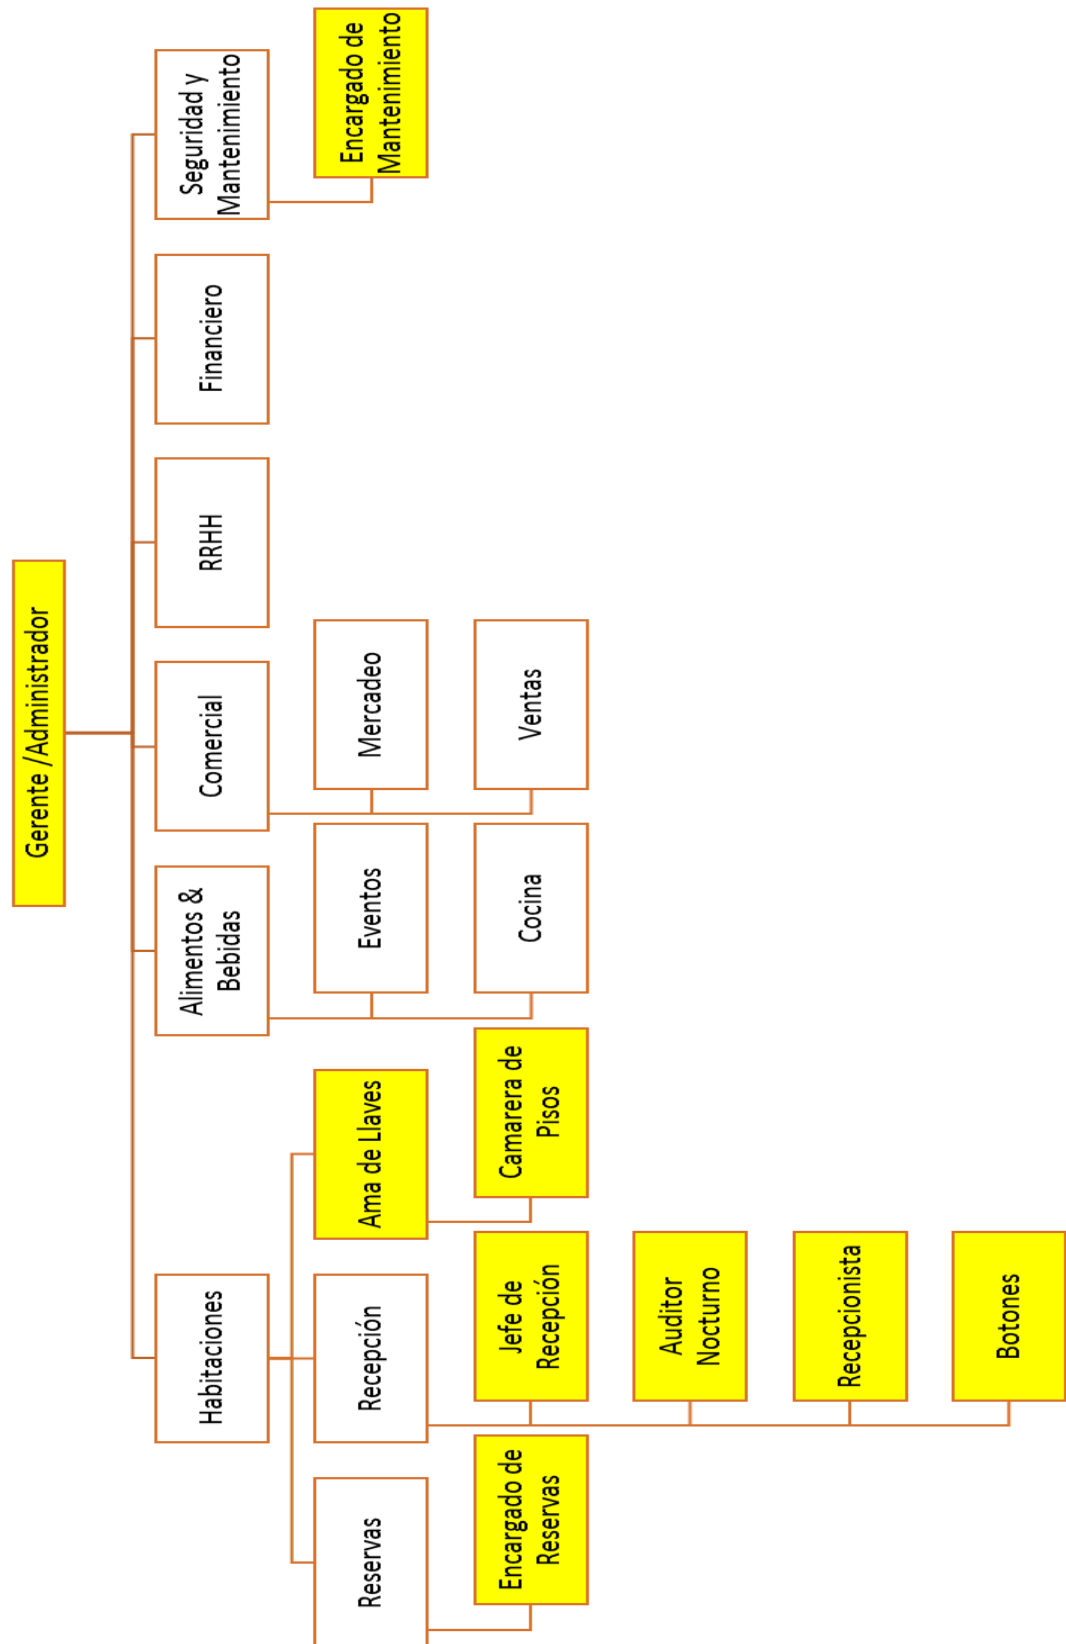 Gerente /Administrador
Habitaciones
Alimentos &
Bebidas
Comercial
RRHH
Financiero
Seguridad y
Mantenimiento
Reservas
Recepción
Ama de Llaves
Eventos
Mercadeo
Encargado de
Mantenimiento
Encargado de
Reservas
Jefe de
Recepción
Camarera de
Pisos
Cocina
Ventas
Auditor
Nocturno
Recepcionista
Botones